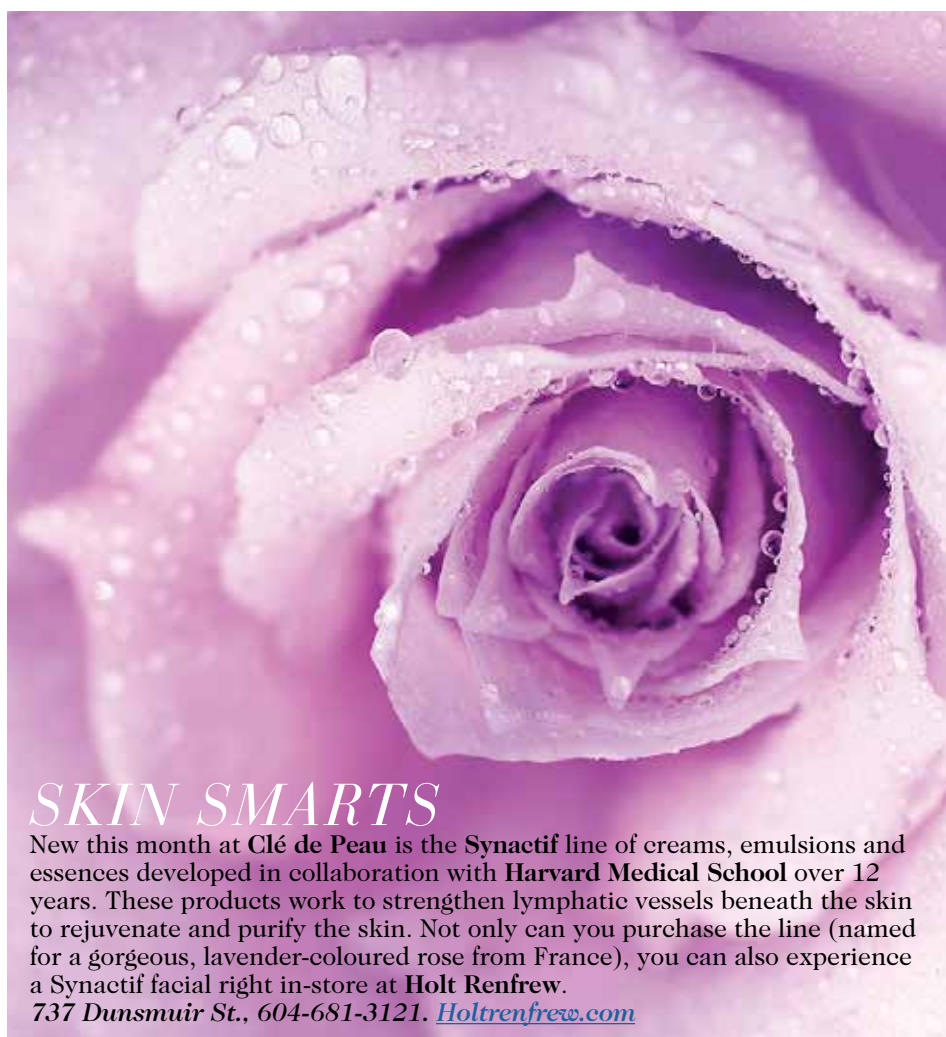 SKIN SMARTS
New this month at Clé de Peau is the Synactif line of creams, emulsions and
essences developed in collaboration with Harvard Medical School over 12
years. These products work to strengthen lymphatic vessels beneath the skin
to rejuvenate and purify the skin. Not only can you purchase the line (named
for a gorgeous, lavender-coloured rose from France), you can also experience
a Synactif facial right in-store at Holt Renfrew.
737 Dunsmuir St., 604-681-3121. Holtrenfrew.com